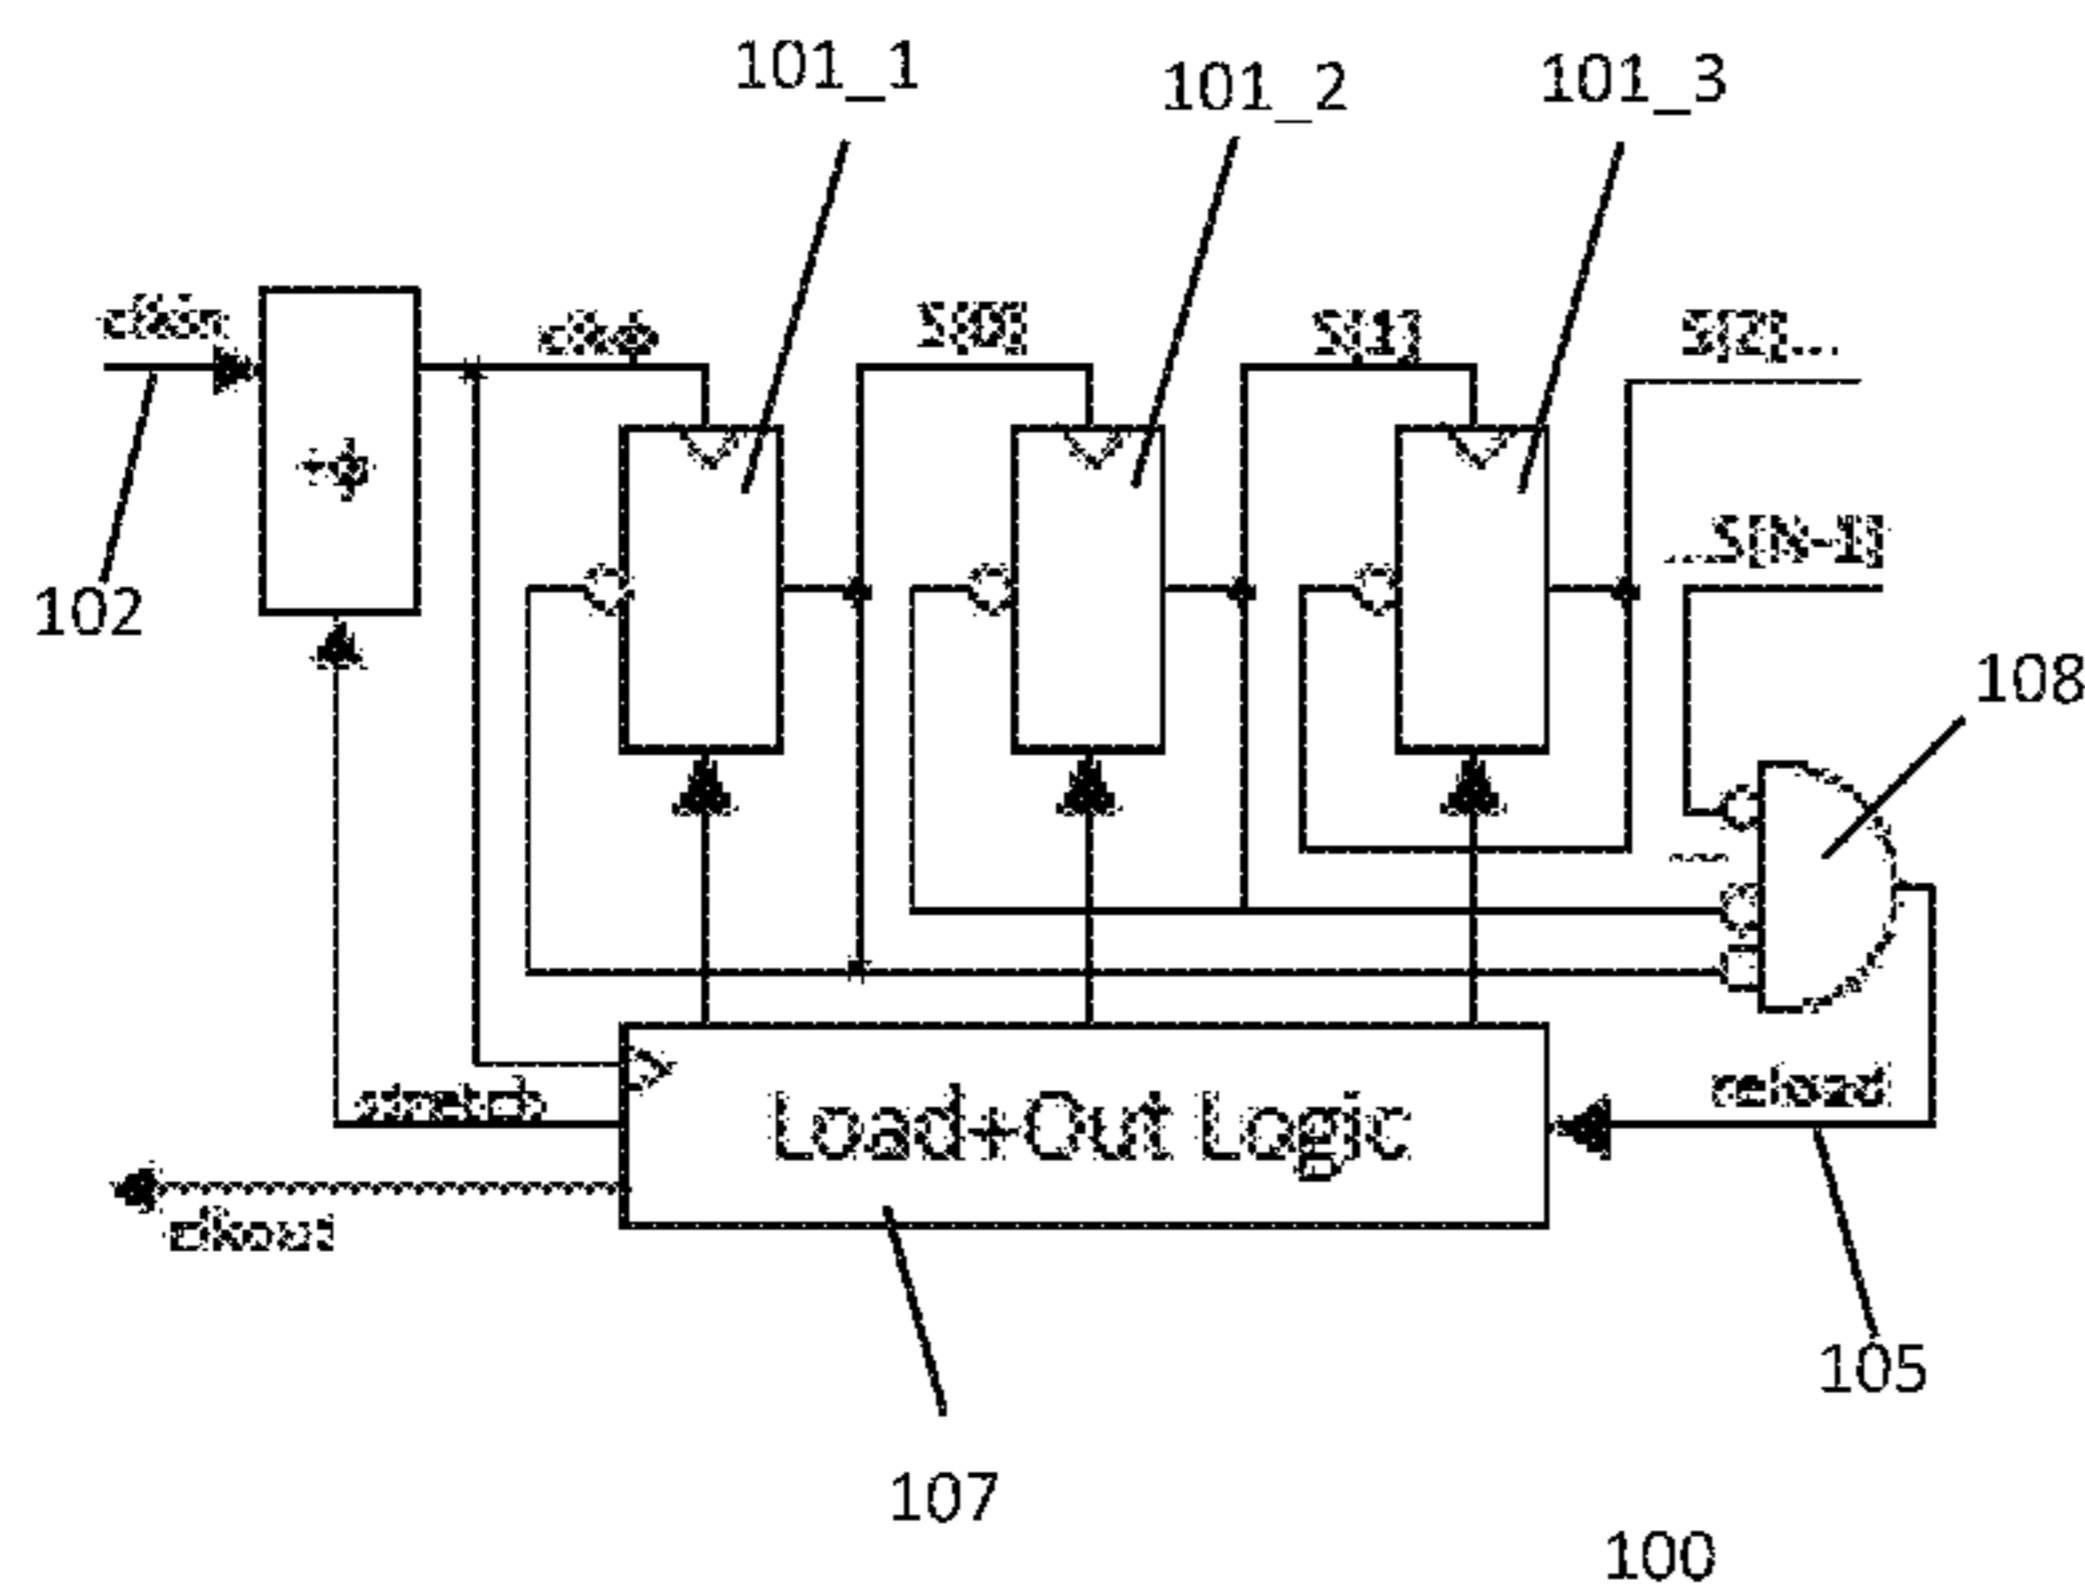 101_1
101_2
101_3
clkin
clkφ
S[0]
S[1]
S[2]...
÷φ
....S[N-1]
102
108
....
reload
stretch
Load+Out Logic
clkout
105
107
100